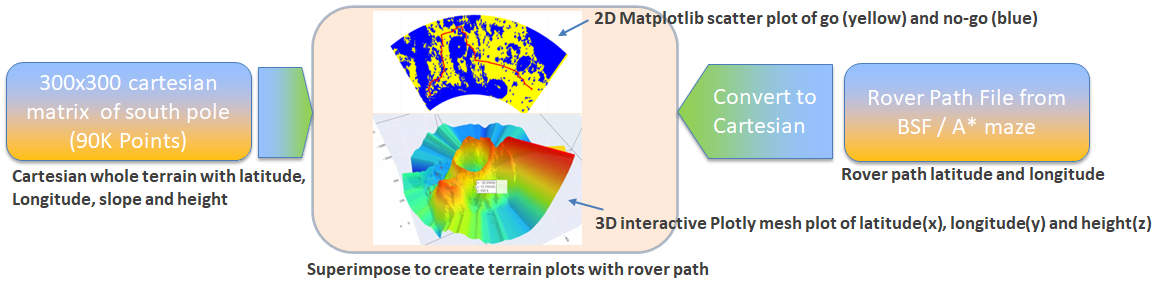 2D Matplotlib scatter plot of go (yellow) and no-go (blue)
300x300 cartesian
matrix of south pole
(90K Points)
Cartesian whole terrain with latitude,
Longitude, slope and height
Convert to
Cartesian
Rover Path File from
BSF / A* maze
Rover path latitude and longitude
3D interactive Plotly mesh plot of latitude(x), longitude(y) and height(z)
Superimpose to create terrain plots with rover path